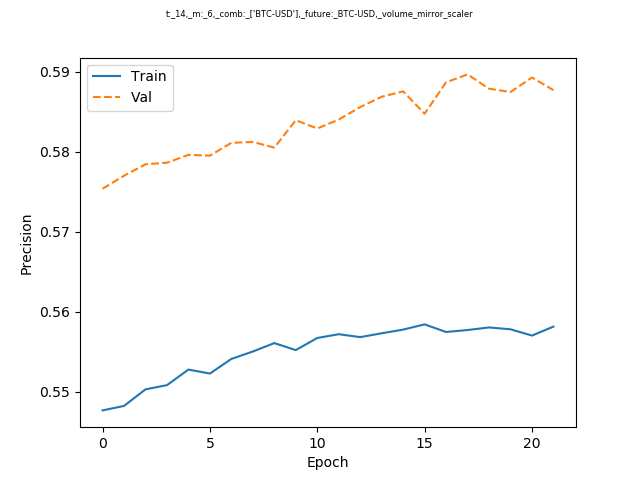 t:_14,_m:_6,_comb:_['BTC-USD'],_future:_BTC-USD,_volume_mirror_scaler
Train
Val
Precision
0.59
0.58
0.57
0.56
0.55
0 5 10 15 20
Epoch